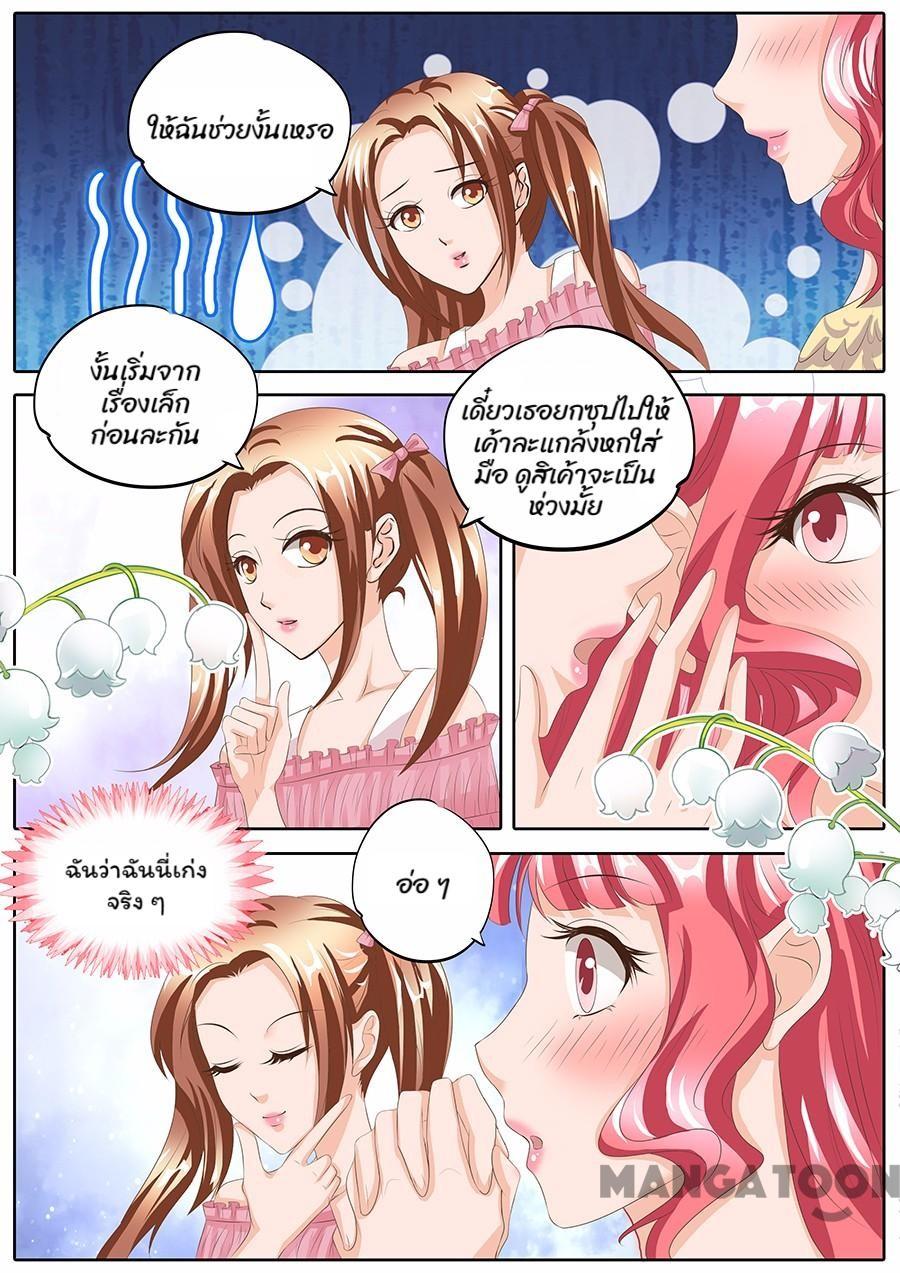 ให้ฉันช่วยงั้นเหรอ
งั้นเริ่มจาก
เรื่องเล็ก
ก่อนละกัน
เดี๋ยวเธอยกซุปไปให้
เค้าละแกล้งหกใส่
มือ ดูสิเค้าจะเป็น
ห่วงมั้ย
ฉันว่าฉันนี่เก่ง
จริง ๆ
อ่อ ๆ
MANGATOON